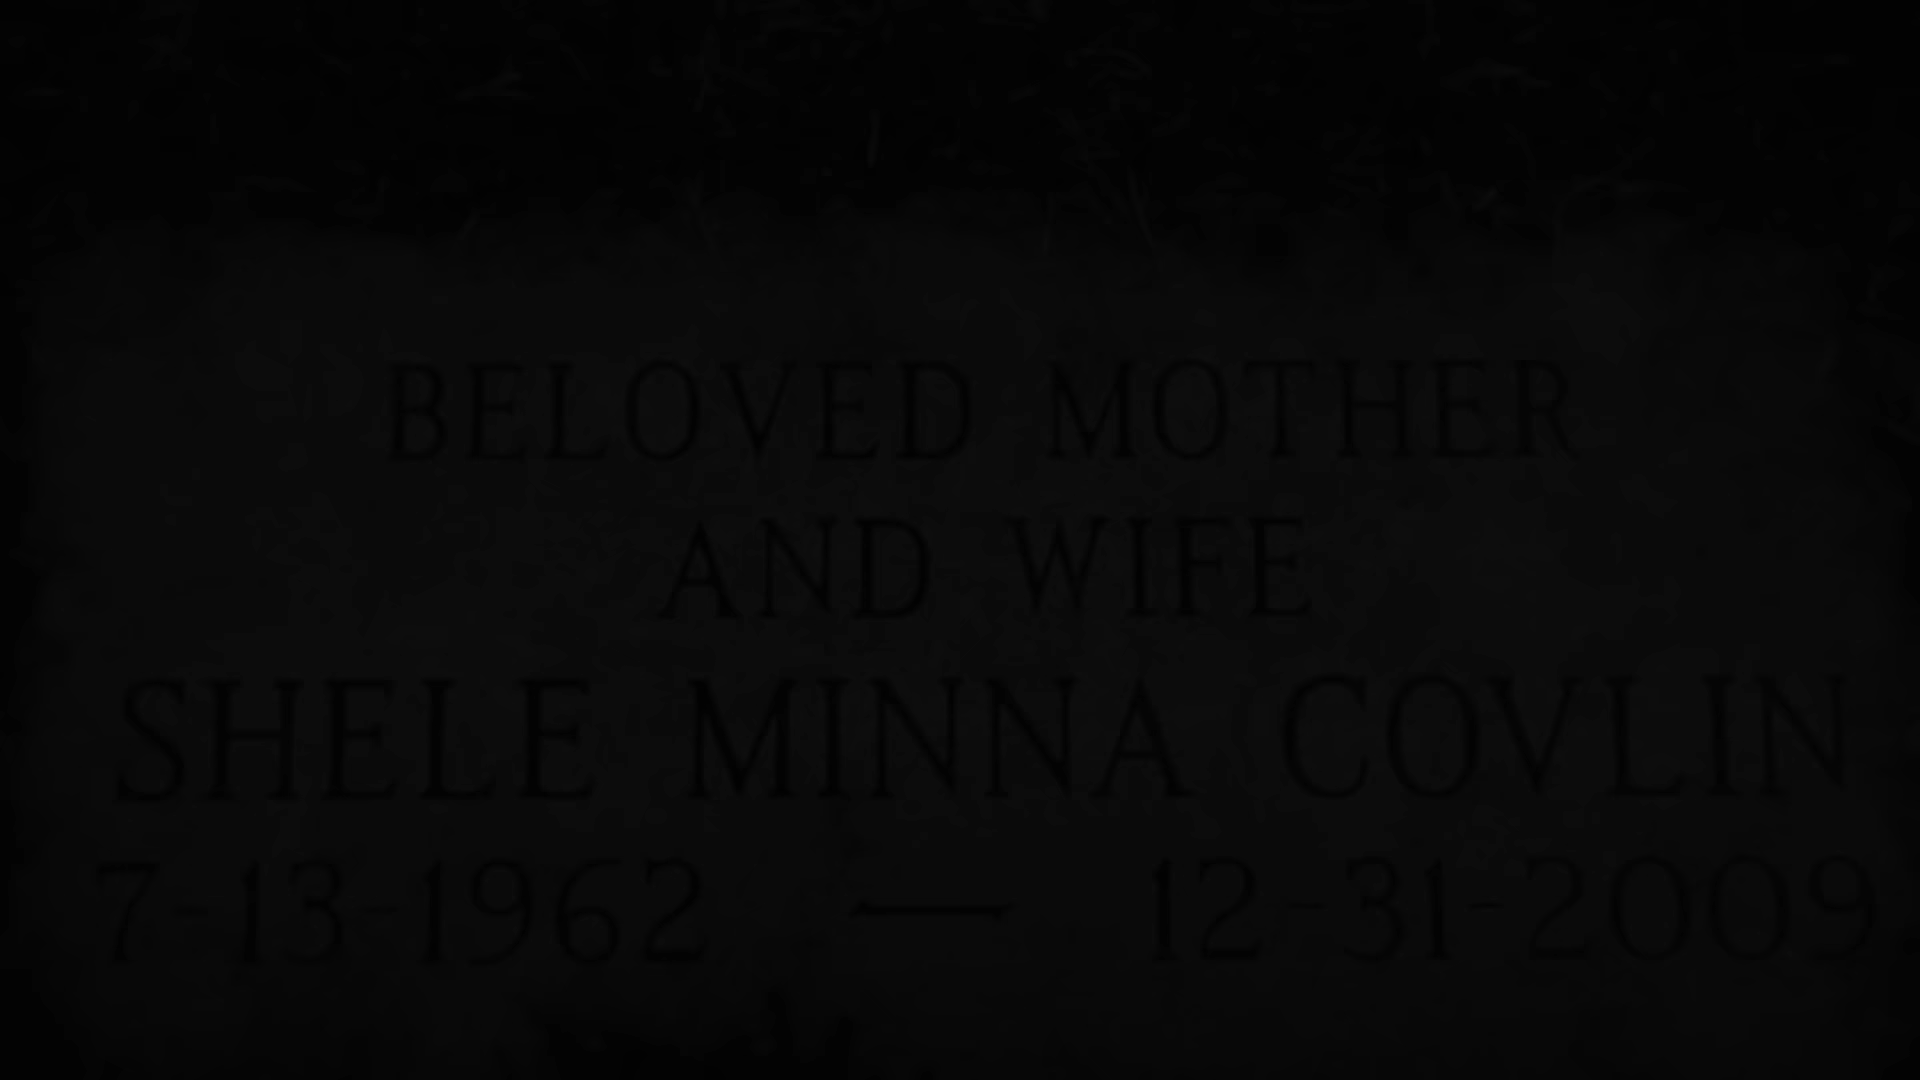 BELOVED MOTHER
AND WIFE
SHELE MINNA COVLIN
7-13-1962 — 12-31-2009